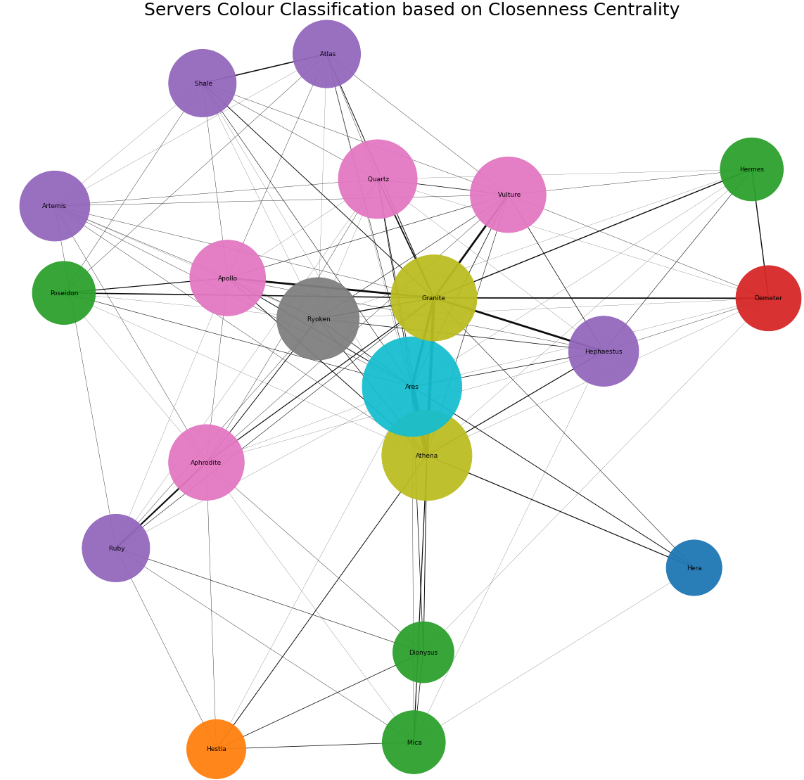 Servers Colour Classification based on Closeness Centrality
Atlas
Shale
Hermes
Quartz
Vulture
Artemis
Apollo
Poseidon
Granite
Demeter
Ryoken
Hephaestus
Ares
Athena
Aphrodite
Ruby
Hera
Dionysus
Mica
Hestia